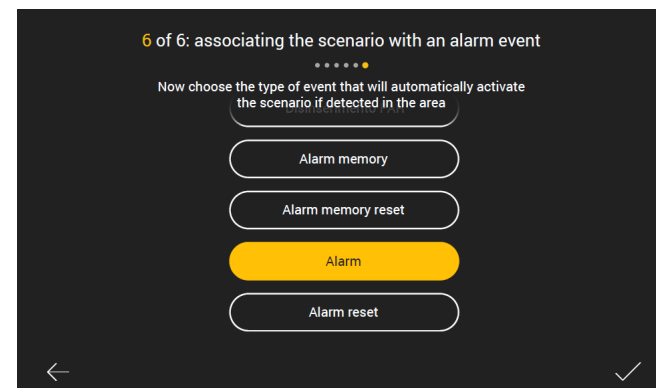 6 of 6: associating the scenario with an alarm event
Now choose the type of event that will automatically activate
the scenario if detected in the area
Alarm memory
Alarm memory reset
Alarm
Alarm reset